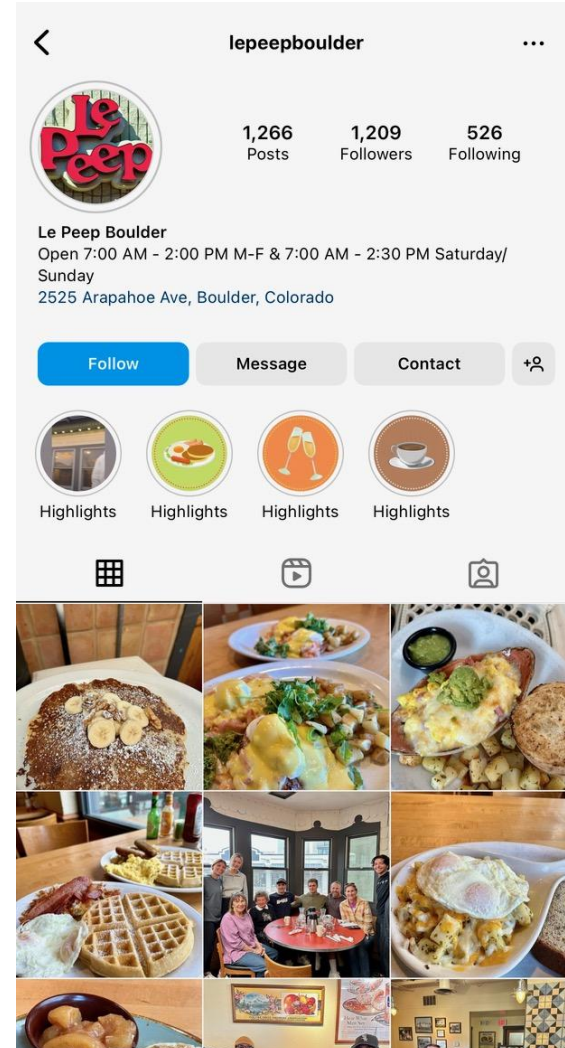 lepeepboulder
Le
Peep
1,266
Posts
1,209
Followers
526
Following
Le Peep Boulder
Open 7:00 AM - 2:00 PM M-F & 7:00 AM - 2:30 PM Saturday/
Sunday
2525 Arapahoe Ave, Boulder, Colorado
Follow
Message
Contact
Highlights
Highlights
Highlights
Highlights